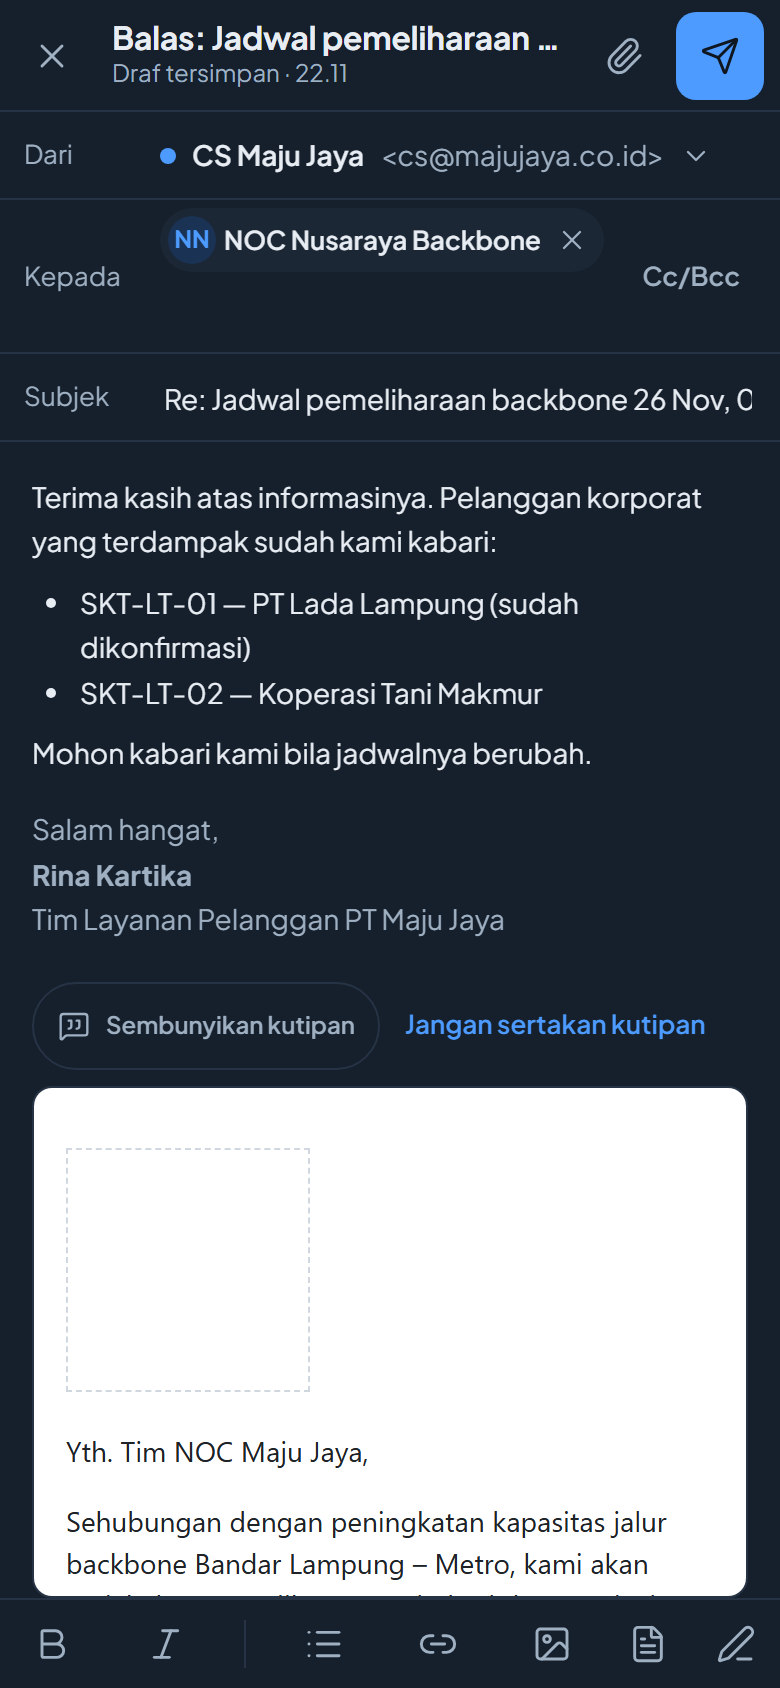 Balas: Jadwal pemeliharaan ...
Draf tersimpan · 22.11
Dari
CS Maju Jaya <cs@majujaya.co.id>
NN NOC Nusaraya Backbone
Kepada
Cc/Bcc
Subjek
Re: Jadwal pemeliharaan backbone 26 Nov, 0
Terima kasih atas informasinya. Pelanggan korporat
yang terdampak sudah kami kabari:
• SKT-LT-01 — PT Lada Lampung (sudah
dikonfirmasi)
• SKT-LT-02 — Koperasi Tani Makmur
Mohon kabari kami bila jadwalnya berubah.
Salam hangat,
Rina Kartika
Tim Layanan Pelanggan PT Maju Jaya
Sembunyikan kutipan
Jangan sertakan kutipan
Yth. Tim NOC Maju Jaya,
Sehubungan dengan peningkatan kapasitas jalur
backbone Bandar Lampung – Metro, kami akan